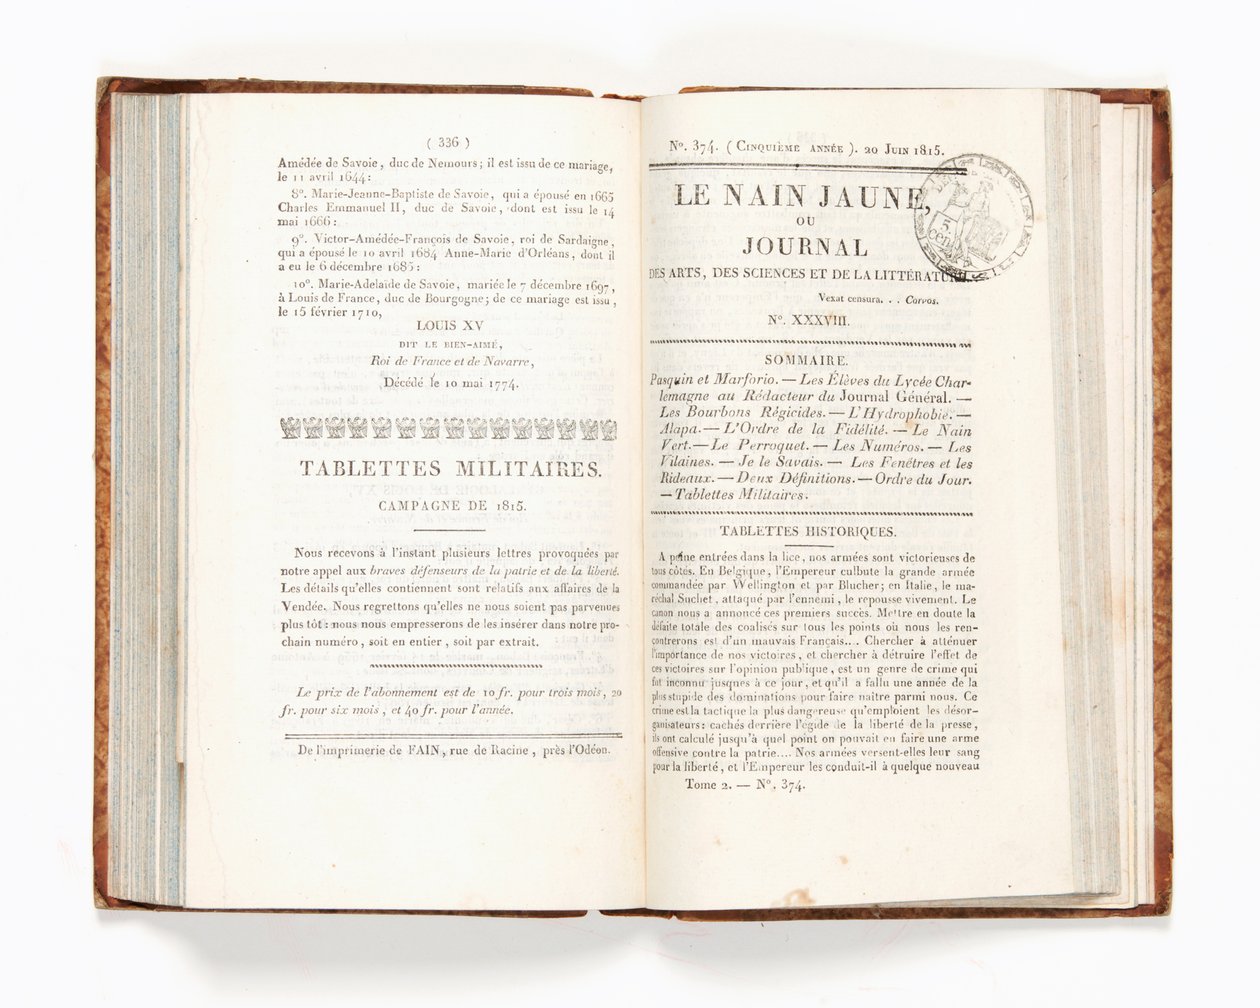 ( 336 )
Amédée de Savoie, duc de Nemours; il est issu de ce mariage,
le 11 avril 1644:
8°. Marie-Jeanne-Baptiste de Savoie, qui a épousé en 1665
Charles Emmanuel II, duc de Savoie, dont est issu le 14
mai 1666:
9°. Victor-Amédée-François de Savoie, roi de Sardaigne,
qui a épousé le 10 avril 1684 Anne-Marie d'Orléans, dont il
a eu le 6 décembre 1685:
10°. Marie-Adelaïde de Savoie, mariée le 7 décembre 1697,
à Louis de France, duc de Bourgogne; de ce mariage est issu,
le 15 février 1710,
LOUIS XV
DIT LE BIEN-AIMÉ,
Roi de France et de Navarre,
Décédé le 10 mai 1774.
TABLETTES MILITAIRES.
CAMPAGNE DE 1815.
Nous recevons à l'instant plusieurs lettres provoquées par
notre appel aux braves défenseurs de la patrie et de la liberté.
Les détails qu'elles contiennent sont relatifs aux affaires de la
Vendée. Nous regrettons qu'elles ne nous soient pas parvenues
plus tôt: nous nous empresserons de les insérer dans notre pro-
chain numéro, soit en entier, soit par extrait.
Le prix de l'abonnement est de 10 fr. pour trois mois, 20
fr. pour six mois, et 40 fr. pour l'année.
De l'imprimerie de FAIN, rue de Racine, près l'Odéon.
N°. 374. ( CINQUIÈME ANNÉE ). 20 JUIN 1815.
LE NAIN JAUNE,
OU
JOURNAL
DES ARTS, DES SCIENCES ET DE LA LITTÉRATURE.
5
CEN
Vexat censura. . . Corvos.
N°. XXXVIII.
SOMMAIRE.
Pasquin et Marforio. — Les Élèves du Lycée Char-
lemagne au Rédacteur du Journal Général. —
Les Bourbons Régicides. — L'Hydrophobie. —
Alapa. — L'Ordre de la Fidélité. — Le Nain
Vert. — Le Perroquet. — Les Numéros. — Les
Vilaines. — Je le Savais. — Les Fenêtres et les
Rideaux. — Deux Définitions. — Ordre du Jour.
— Tablettes Militaires.
TABLETTES HISTORIQUES.
A peine entrées dans la lice, nos armées sont victorieuses de
tous côtés. En Belgique, l'Empereur culbute la grande armée
commandée par Wellington et par Blucher; en Italie, le ma-
réchal Suchet, attaqué par l'ennemi, le repousse vivement. Le
canon nous a annoncé ces premiers succès. Mettre en doute la
défaite totale des coalisés sur tous les points où nous les ren-
contrerons est d'un mauvais Français.... Chercher à atténuer
l'importance de nos victoires, et chercher à détruire l'effet de
ces victoires sur l'opinion publique, est un genre de crime qui
fut inconnu jusques à ce jour, et qu'il a fallu une année de la
plus stupide des dominations pour faire naître parmi nous. Ce
crime est la tactique la plus dangereuse qu'emploient les désor-
ganisateurs: cachés derrière l'égide de la liberté de la presse,
ils ont calculé jusqu'à quel point on pouvait en faire une arme
offensive contre la patrie.... Nos armées versent-elles leur sang
pour la liberté, et l'Empereur les conduit-il à quelque nouveau
Tome 2. — N°. 374.